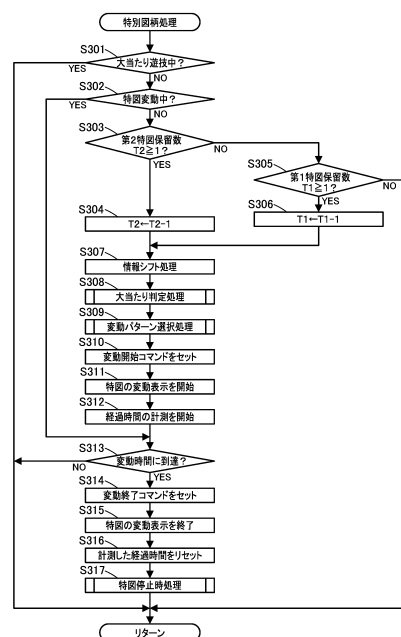 特別図柄処理
S301
大当たり遊技中？
YES
NO
S302
特図変動中？
YES
NO
S303
第2特図保留数
T2≧1？
NO
YES
S305
第1特図保留数
T1≧1？
NO
YES
S304
T2←T2-1
S306
T1←T1-1
S307
情報シフト処理
S308
大当たり判定処理
S309
変動パターン選択処理
S310
変動開始コマンドをセット
S311
特図の変動表示を開始
S312
経過時間の計測を開始
S313
変動時間に到達？
NO
YES
S314
変動終了コマンドをセット
S315
特図の変動表示を終了
S316
計測した経過時間をリセット
S317
特図停止時処理
リターン